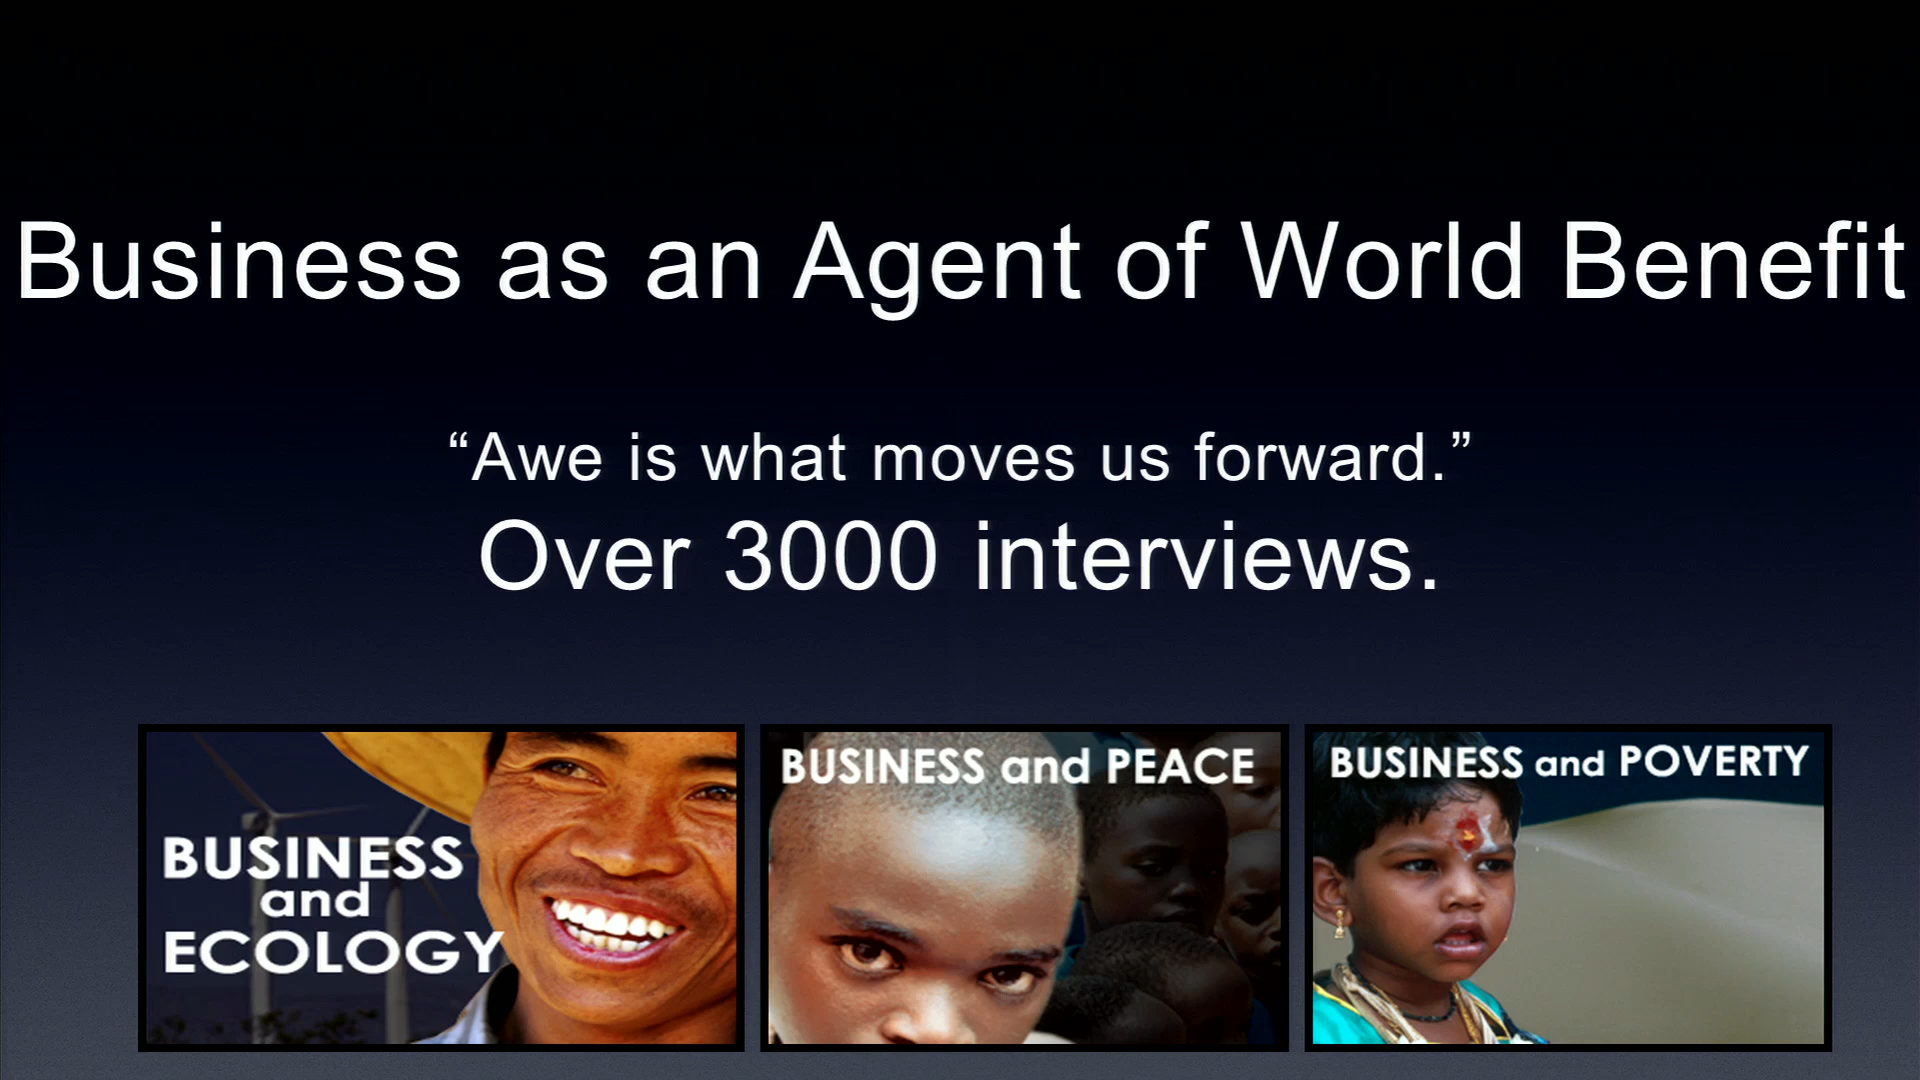 Business as an Agent of World Benefit
“Awe is what moves us forward.”
Over 3000 interviews.
BUSINESS
and
ECOLOGY
BUSINESS and PEACE
BUSINESS and POVERTY